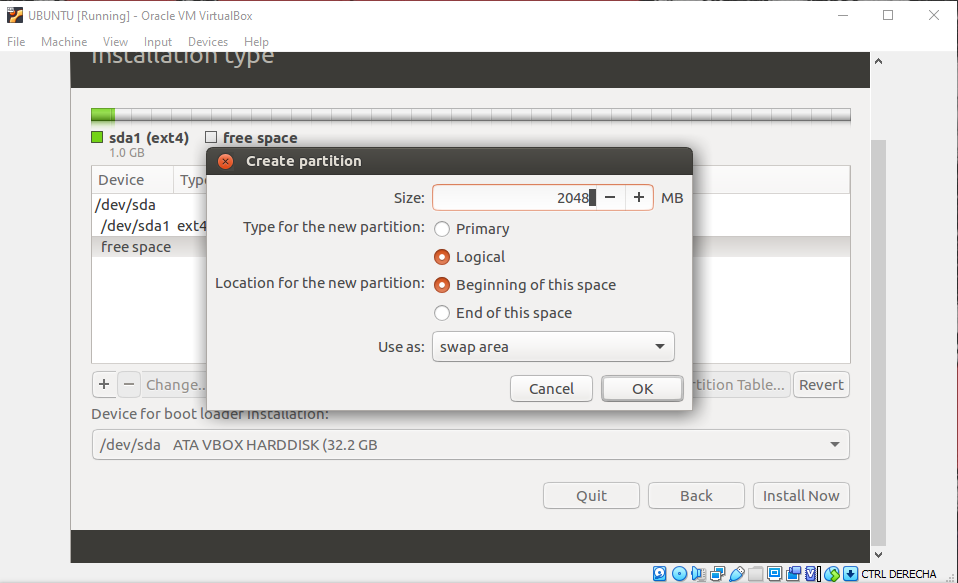 UBUNTU [Running] - Oracle VM VirtualBox
File Machine View Input Devices Help
Installation type
sda1 (ext4) free space
1.0 GB
Create partition
Device Type
Size: 2048 MB
/dev/sda
/dev/sda1 ext4
Type for the new partition: Primary
free space
Logical
Location for the new partition: Beginning of this space
End of this space
Use as: swap area
+ − Change... Cancel OK rtition Table... Revert
Device for boot loader installation:
/dev/sda ATA VBOX HARDDISK (32.2 GB
Quit Back Install Now
CTRL DERECHA